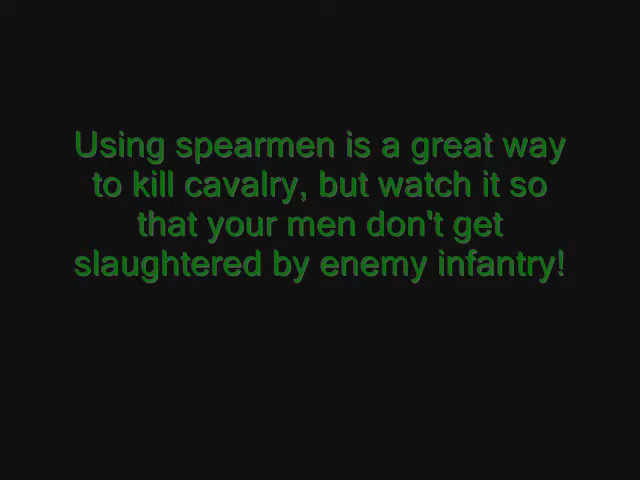 Using spearmen is a great way
to kill cavalry, but watch it so
that your men don't get
slaughtered by enemy infantry!